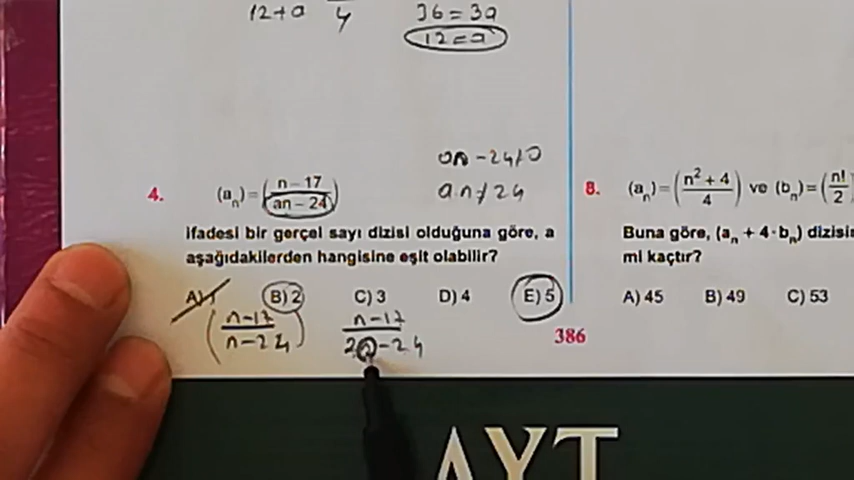 12+a
4
36=3a
12=a
an-24≠0
an≠24
4. (aₙ) = (n-17 / an-24)
ifadesi bir gerçel sayı dizisi olduğuna göre, a
aşağıdakilerden hangisine eşit olabilir?
A) 1 B) 2 C) 3 D) 4 E) 5
(n-17 / n-24) n-17 / 2n-24
8. (aₙ) = (n²+4 / 4) ve (bₙ) = (n! / 2)
Buna göre, (aₙ + 4·bₙ)
mi kaçtır?
A) 45 B) 49 C) 53
386
AYT